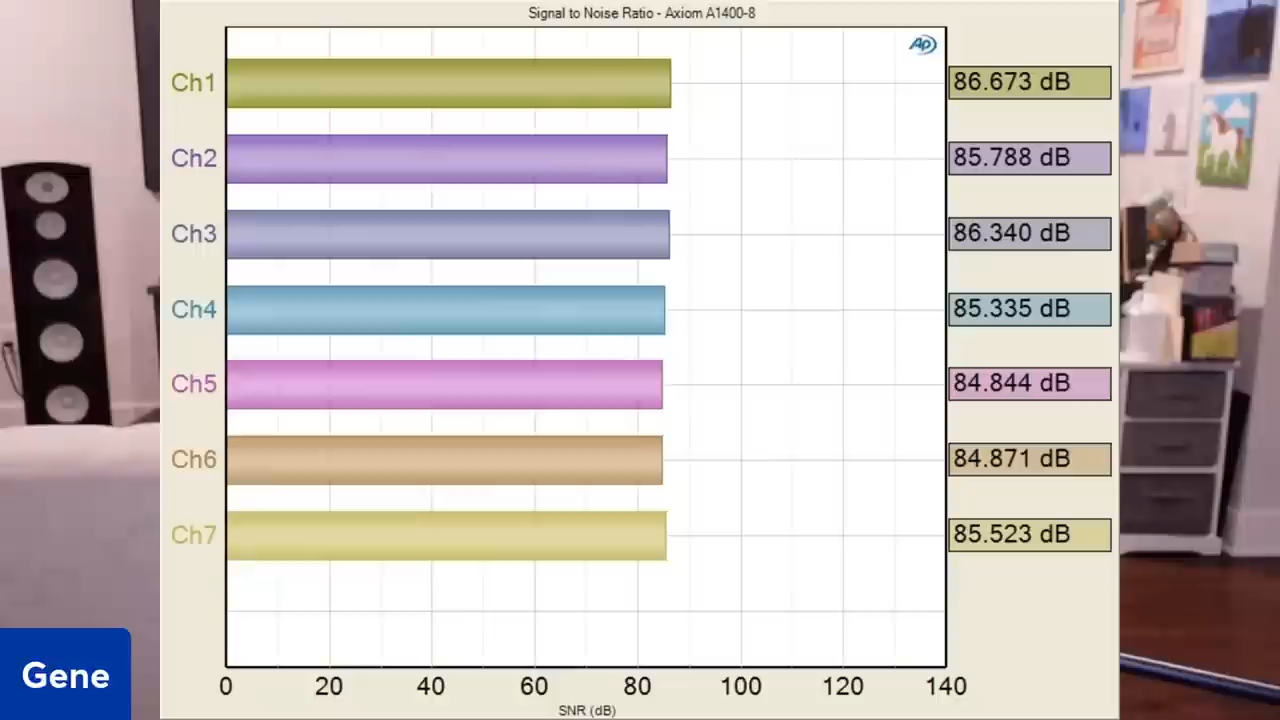 Signal to Noise Ratio - Axiom A1400-8
AP
Ch1 86.673 dB
Ch2 85.788 dB
Ch3 86.340 dB
Ch4 85.335 dB
Ch5 84.844 dB
Ch6 84.871 dB
Ch7 85.523 dB
0 20 40 60 80 100 120 140
SNR (dB)
Gene